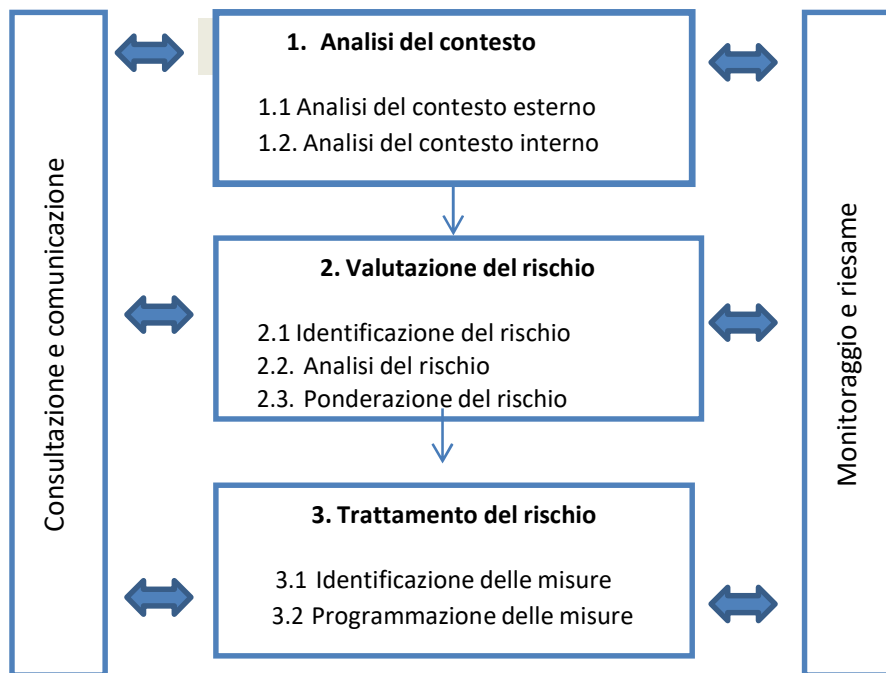 Consultazione e comunicazione
1. Analisi del contesto
1.1 Analisi del contesto esterno
1.2. Analisi del contesto interno
2. Valutazione del rischio
2.1 Identificazione del rischio
2.2. Analisi del rischio
2.3. Ponderazione del rischio
3. Trattamento del rischio
3.1 Identificazione delle misure
3.2 Programmazione delle misure
Monitoraggio e riesame